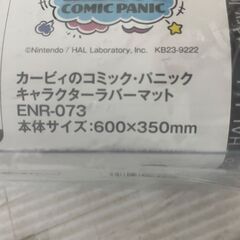 COMIC PANIC
©Nintendo / HAL Laboratory, Inc. KB23-9222
カービィのコミック・パニック
キャラクターラバーマット
ENR-073
本体サイズ:600×350mm